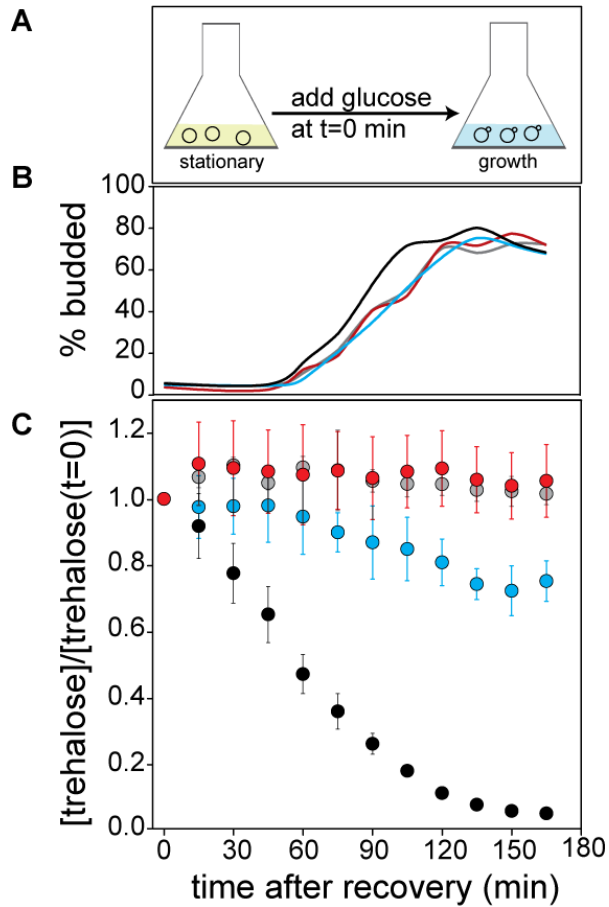 A
add glucose
at t=0 min
stationary
growth
B
% budded
100
80
60
40
20
0
C
[trehalose]/[trehalose(t=0)]
1.2
1.0
0.8
0.6
0.4
0.2
0.0
0 30 60 90 120 150 180
time after recovery (min)